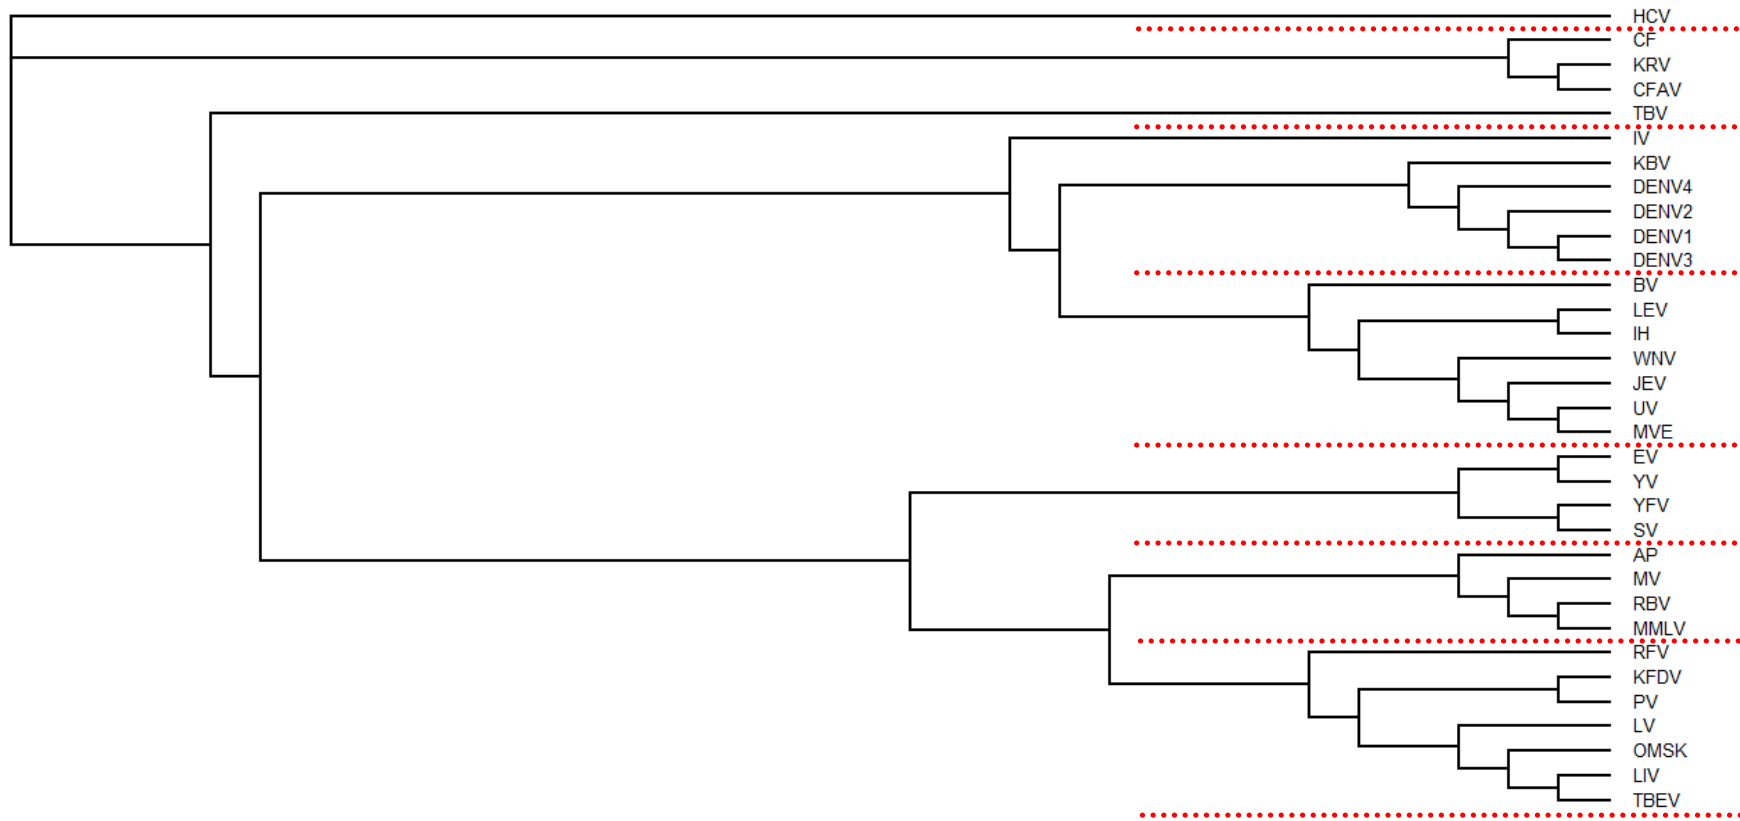 HCV
CF
KRV
CFAV
TBV
IV
KBV
DENV4
DENV2
DENV1
DENV3
BV
LEV
IH
WNV
JEV
UV
MVE
EV
YV
YFV
SV
AP
MV
RBV
MMLV
RFV
KFDV
PV
LV
OMSK
LIV
TBEV